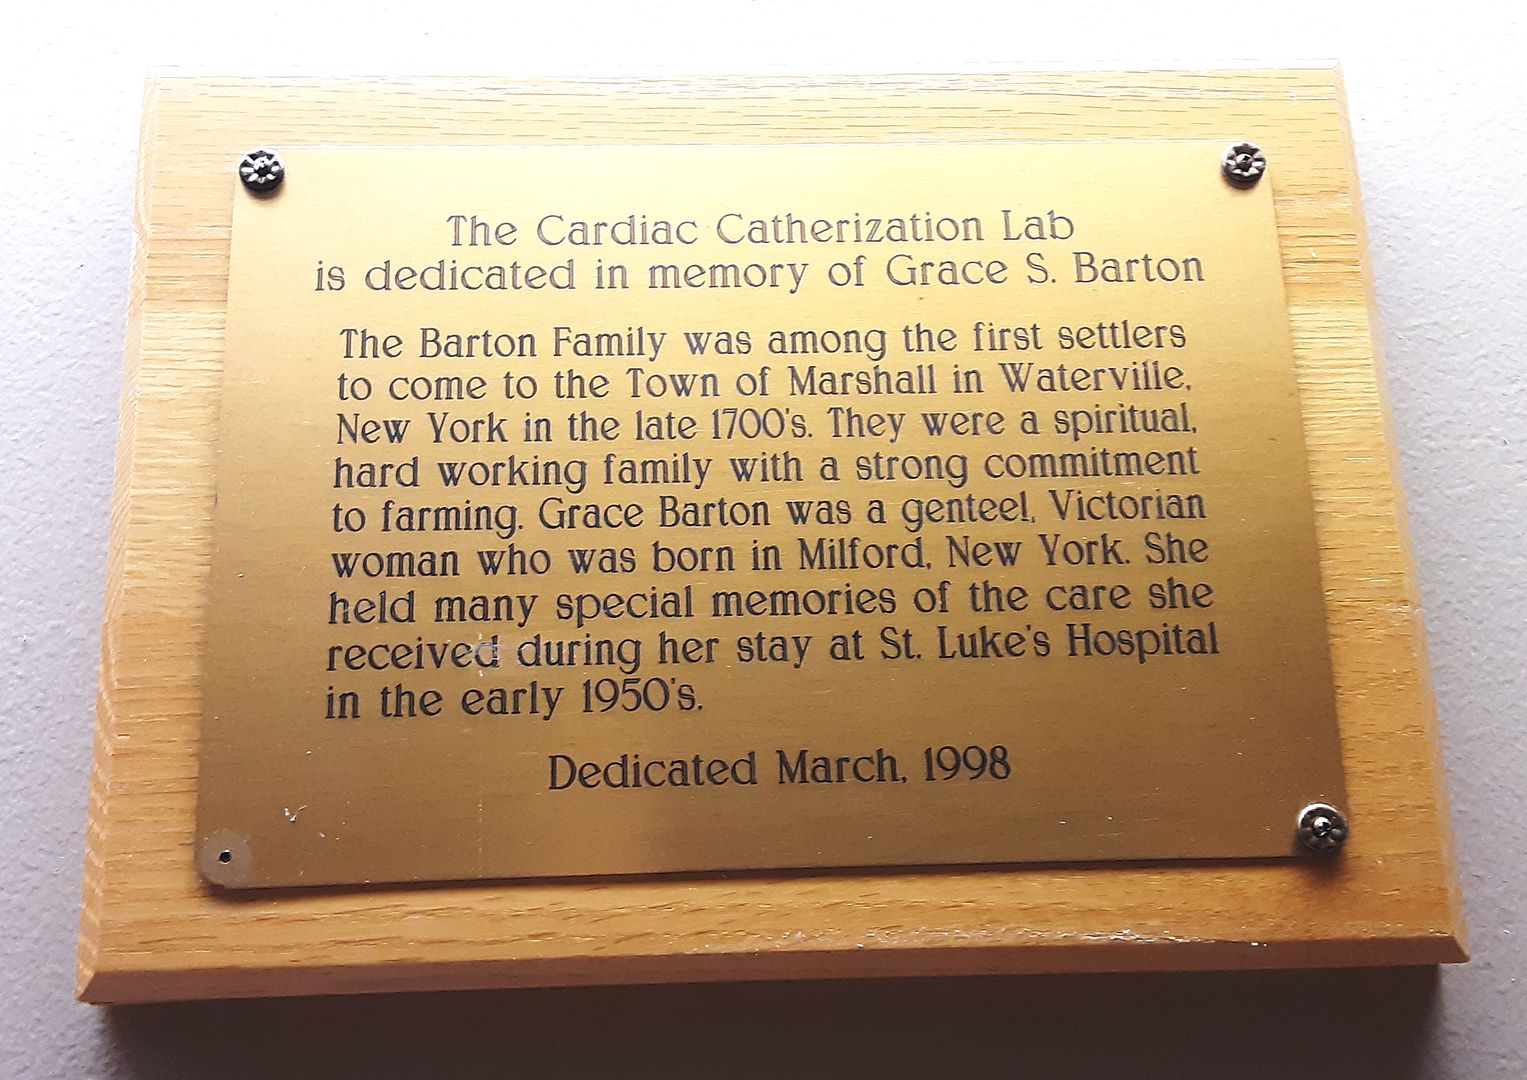 The Cardiac Catherization Lab
is dedicated in memory of Grace S. Barton
The Barton Family was among the first settlers
to come to the Town of Marshall in Waterville,
New York in the late 1700's. They were a spiritual,
hard working family with a strong commitment
to farming. Grace Barton was a genteel, Victorian
woman who was born in Milford, New York. She
held many special memories of the care she
received during her stay at St. Luke's Hospital
in the early 1950's.
Dedicated March, 1998